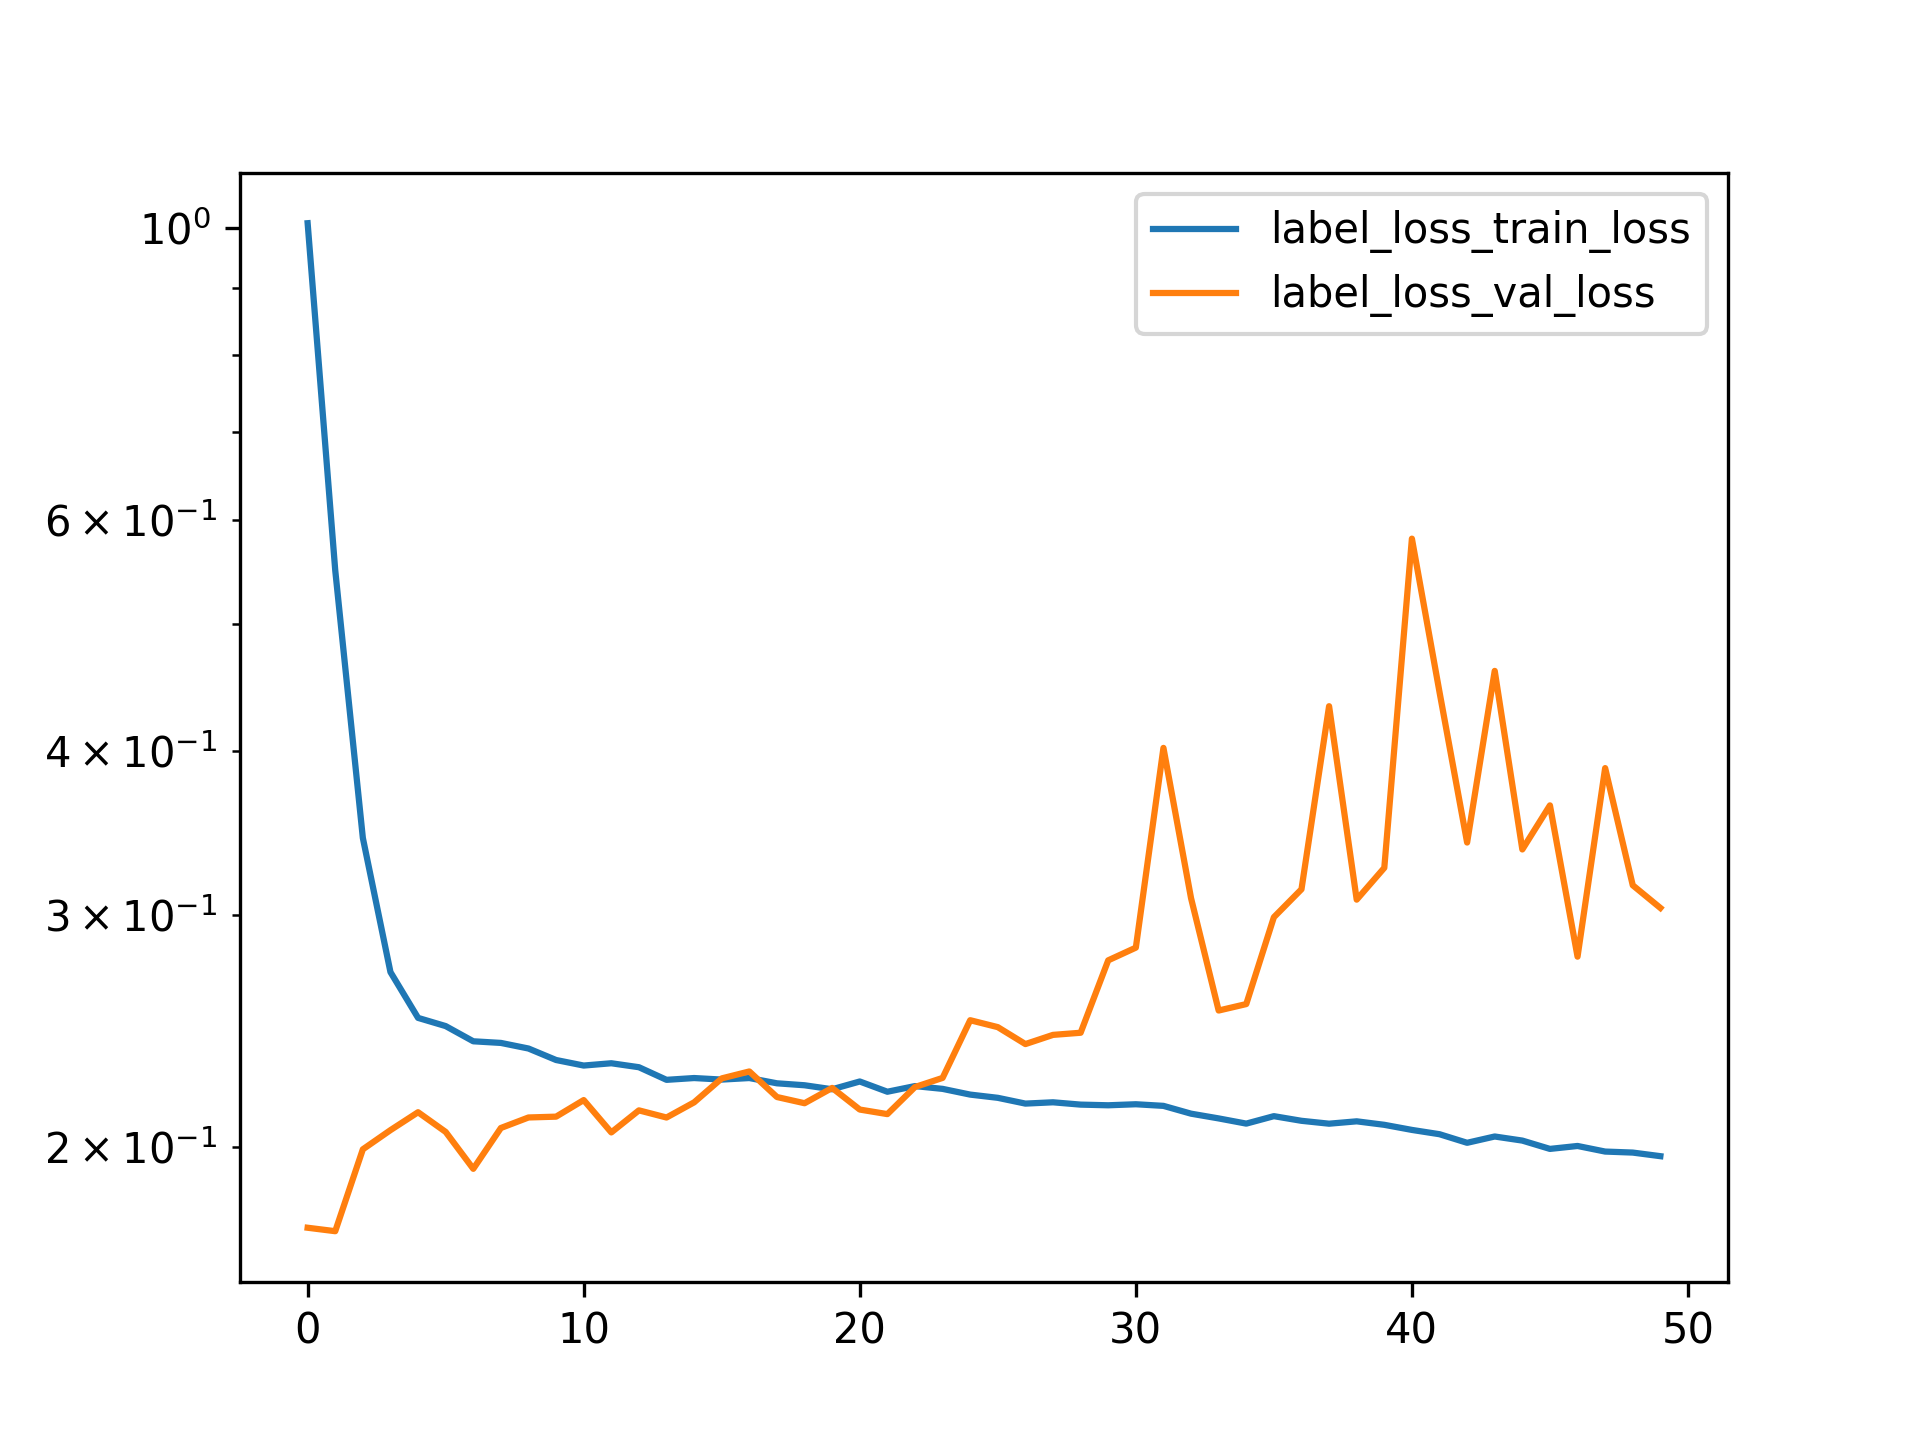 label_loss_train_loss
label_loss_val_loss
10⁰
6 × 10⁻¹
4 × 10⁻¹
3 × 10⁻¹
2 × 10⁻¹
0 10 20 30 40 50